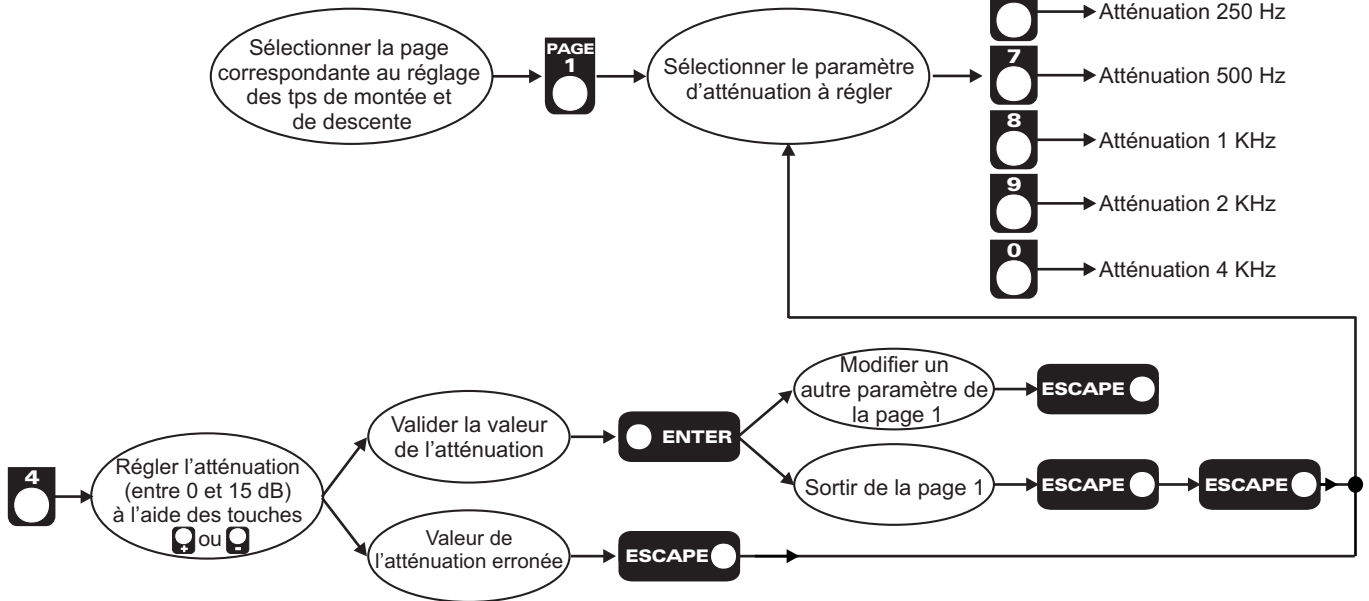 Sélectionner la page
correspondante au réglage
des tps de montée et
de descente
PAGE
1
Sélectionner le paramètre
d'atténuation à régler
Atténuation 250 Hz
7
Atténuation 500 Hz
8
Atténuation 1 KHz
9
Atténuation 2 KHz
0
Atténuation 4 KHz
4
Régler l'atténuation
(entre 0 et 15 dB)
à l'aide des touches
+ ou -
Valider la valeur
de l'atténuation
ENTER
Modifier un
autre paramètre de
la page 1
ESCAPE
Sortir de la page 1
ESCAPE
ESCAPE
Valeur de
l'atténuation erronée
ESCAPE